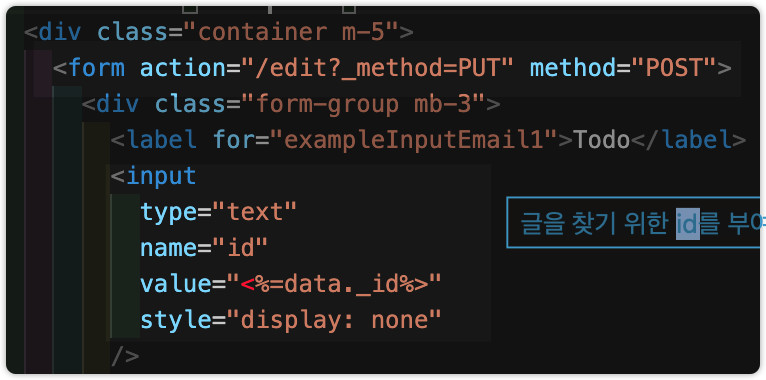 <div class="container m-5">
<form action="/edit?_method=PUT" method="POST">
<div class="form-group mb-3">
<label for="exampleInputEmail1">Todo</label>
<input
type="text"
글을 찾기 위한 id를
name="id"
value="<%=data._id%>"
style="display: none"
/>